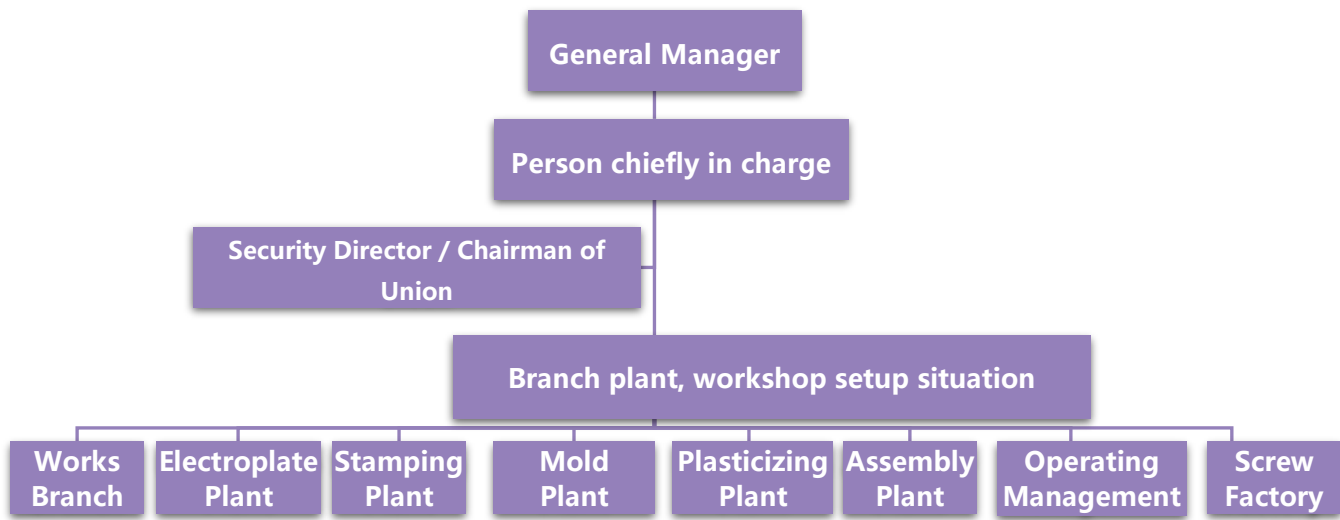 General Manager
Person chiefly in charge
Security Director / Chairman of
Union
Branch plant, workshop setup situation
Works
Branch
Electroplate
Plant
Stamping
Plant
Mold
Plant
Plasticizing
Plant
Assembly
Plant
Operating
Management
Screw
Factory